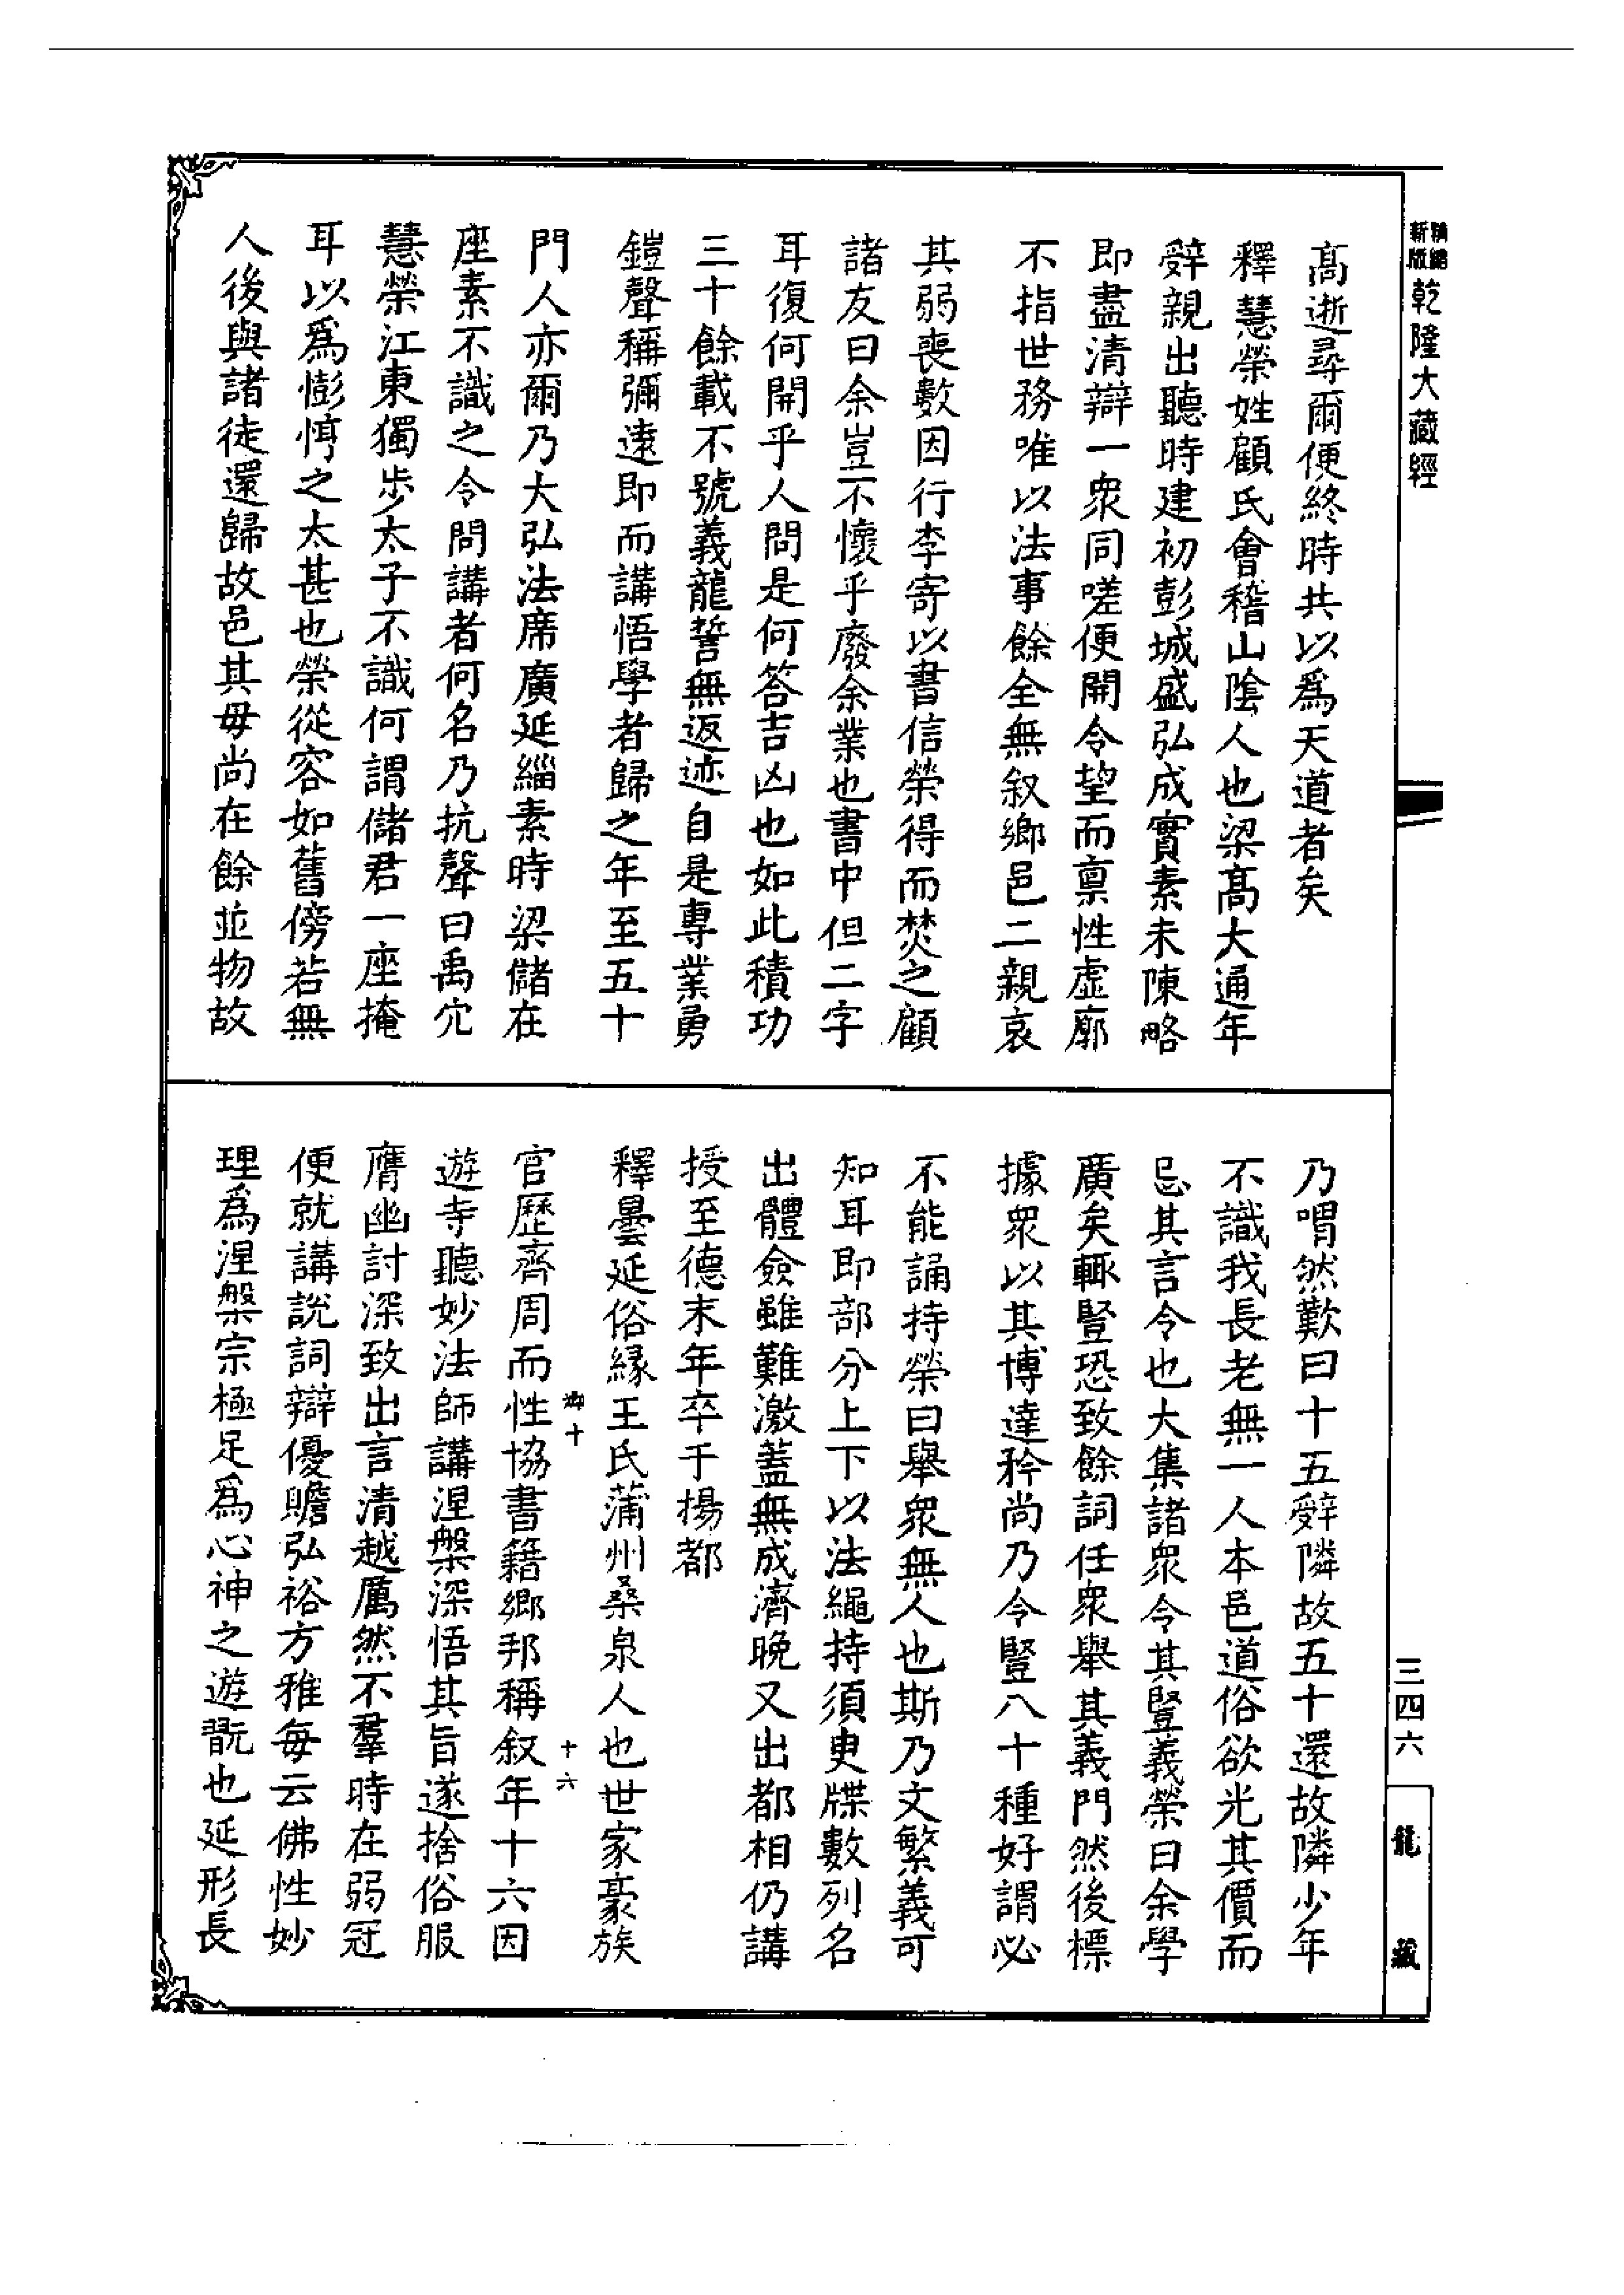 新版精縮乾隆大藏經
高逝尋爾便終時共以爲天道者矣
釋慧榮姓顧氏會稽山陰人也梁高大通年
辭親出聽時建初彭城盛弘成實素未陳略
即盡清辯一衆同嗟便開令望而稟性虛廓
不指世務唯以法事餘全無叙鄉邑二親哀
其弱喪數因行李寄以書信榮得而焚之顧
諸友曰余豈不懷乎廢余業也書中但二字
耳復何開乎人問是何答吉凶也如此積功
三十餘載不號義龍誓無返迹自是專業勇
鎧聲稱彌遠即而講悟學者歸之年至五十
門人亦爾乃大弘法席廣延緇素時梁儲在
座素不識之令問講者何名乃抗聲曰禹穴
慧榮江東獨步太子不識何謂儲君一座掩
耳以爲憉悙之太甚也榮從容如舊傍若無
人後與諸徒還歸故邑其母尚在餘並物故
乃喟然歎曰十五辭隣故五十還故隣少年
不識我長老無一人本邑道俗欲光其價而
忌其言令也大集諸衆令其豎義榮曰余學
廣矣輒豎恐致餘詞任衆舉其義門然後標
據衆以其博達矜尚乃令豎八十種好謂必
不能誦持榮曰舉衆無人也斯乃文繁義可
知耳即部分上下以法繩持須臾牒數列名
出體僉雖難激蓋無成濟晚又出都相仍講
授至德末年卒于揚都
釋曇延俗緣王氏蒲州桑泉人也世家豪族
官歷齊周而性協書籍鄉邦稱叙年十六因
遊寺聽妙法師講涅槃深悟其旨遂捨俗服
膺幽討深致出言清越厲然不羣時在弱冠
便就講說詞辯優贍弘裕方雅每云佛性妙
理爲涅槃宗極足爲心神之遊翫也延形長
十
十六
三四六
龍藏